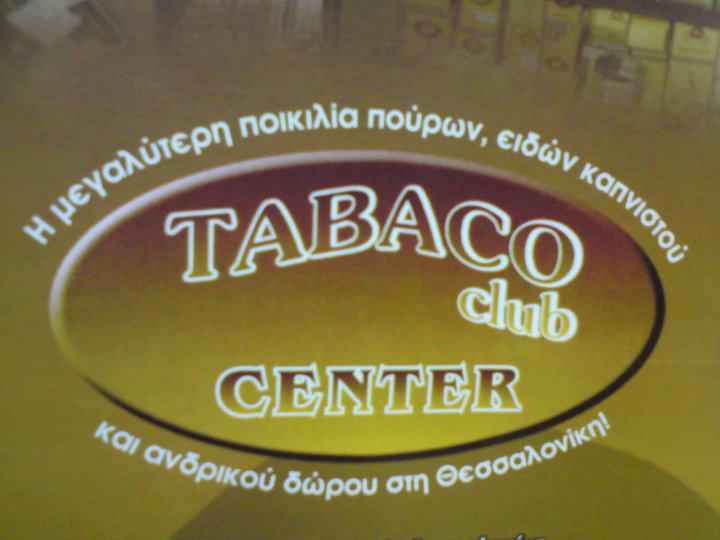 Η μεγαλύτερη ποικιλία πούρων, ειδών καπνιστού
TABACO
club
CENTER
και ανδρικού δώρου στη Θεσσαλονίκη!